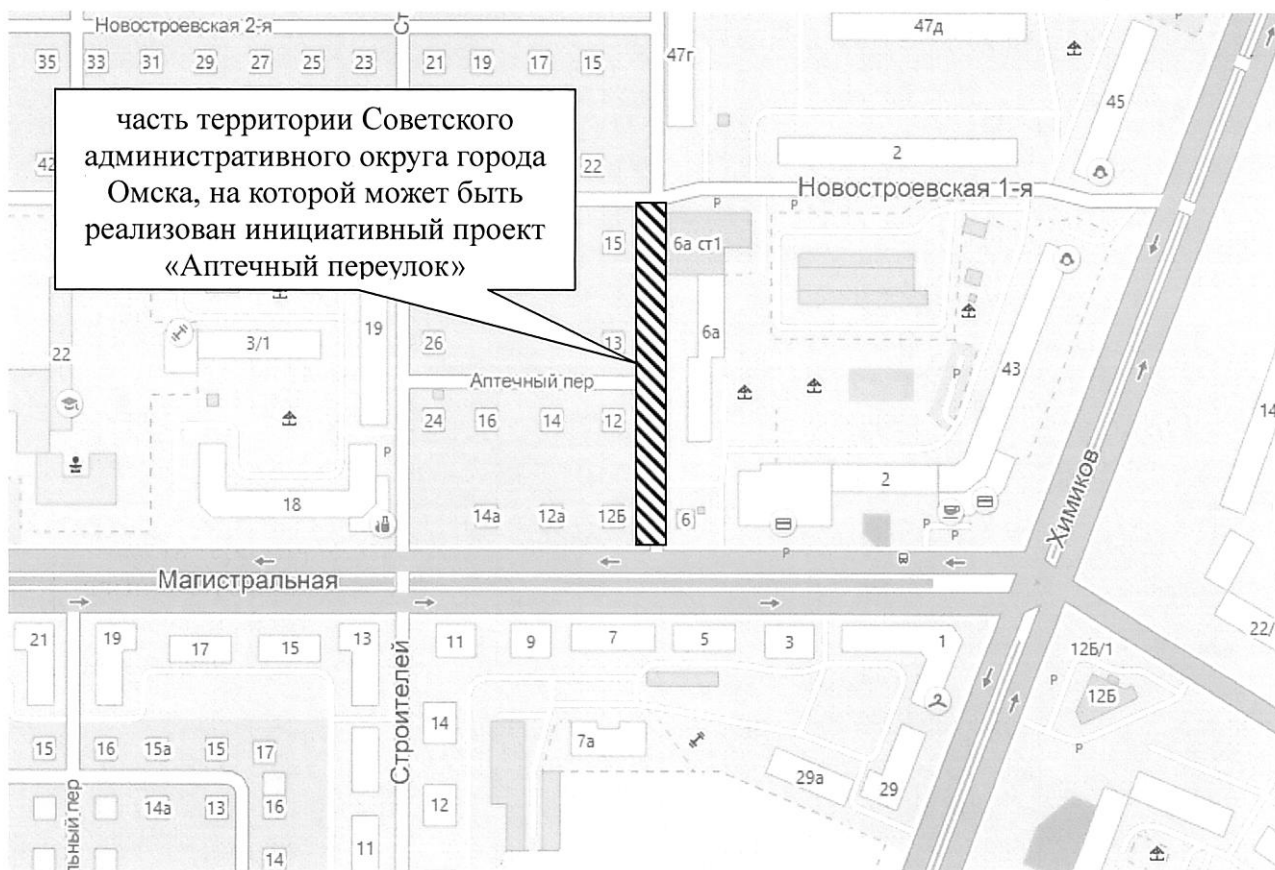 Новостроевская 2-я
47д
35
33
31
29
27
25
23
21
19
17
15
47г
45
часть территории Советского
административного округа города
Омска, на которой может быть
реализован инициативный проект
«Аптечный переулок»
42
22
2
Новостроевская 1-я
P
P
15
6а ст1
3/1
19
26
13
6а
22
Аптечный пер
P
43
14
24
16
14
12
P
18
2
14а
12а
12Б
[6]
P
P
P
Химиков
Магистральная
21
19
17
15
13
11
9
7
5
3
1
22/
12Б/1
P
12Б
P
Строителей
14
7а
15
16
15а
15
17
29а
29
14а
13
16
12
льный пер
11
14